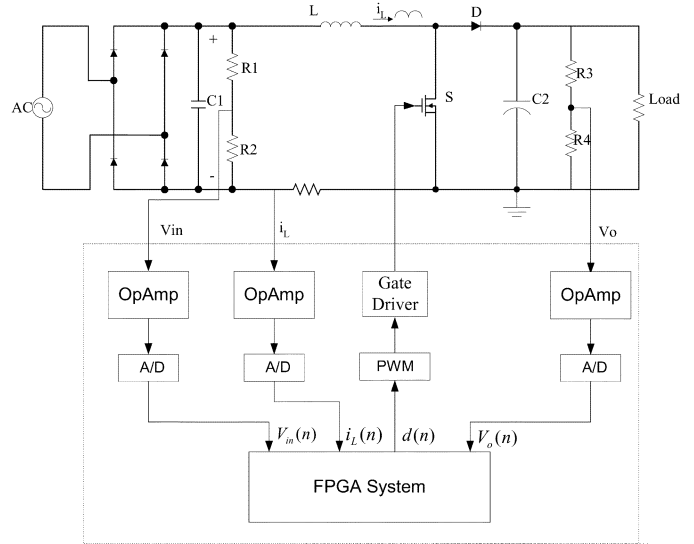 L
i_L
D
+
R1
R3
AC
C1
S
C2
Load
R2
R4
-
Vin
i_L
Vo
OpAmp
OpAmp
Gate
Driver
OpAmp
A/D
A/D
PWM
A/D
V_in(n)
i_L(n)
d(n)
V_o(n)
FPGA System